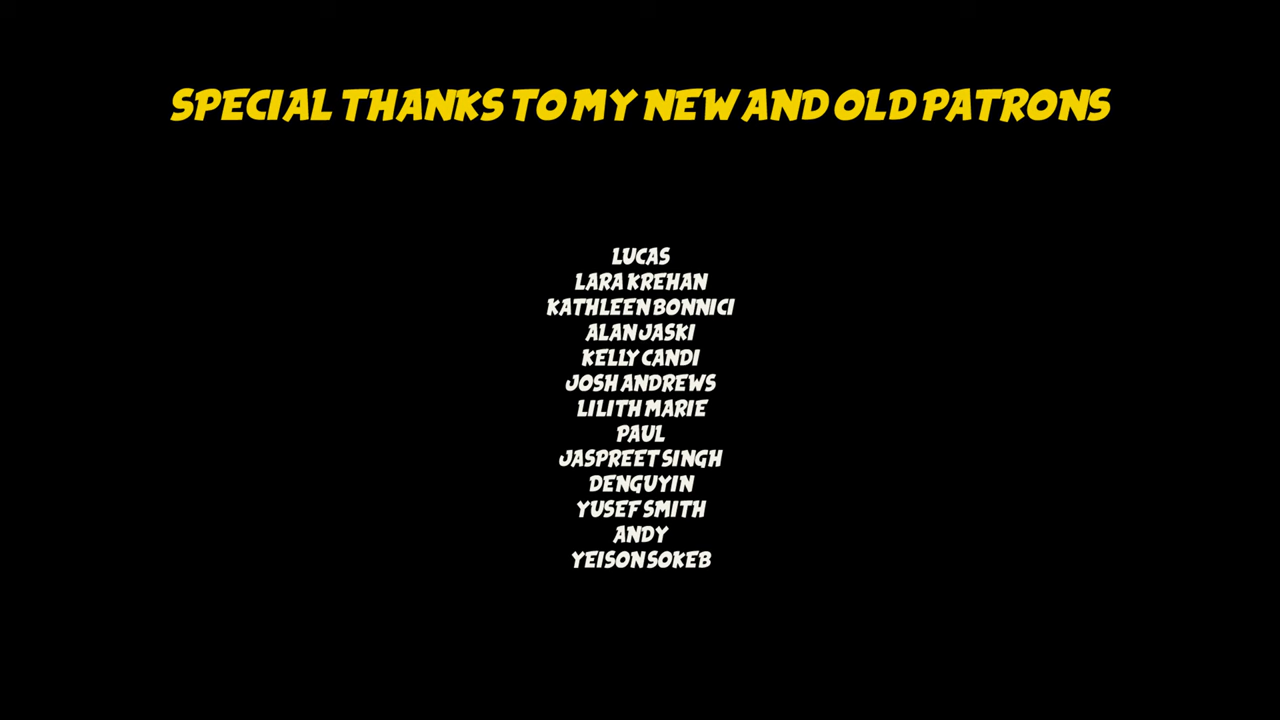 SPECIAL THANKS TO MY NEW AND OLD PATRONS
LUCAS
LARA KREHAN
KATHLEEN BONNICI
ALAN JASKI
KELLY CANDI
JOSH ANDREWS
LILITH MARIE
PAUL
JASPREET SINGH
DENGUYIN
YUSEF SMITH
ANDY
YEISON SOKEB